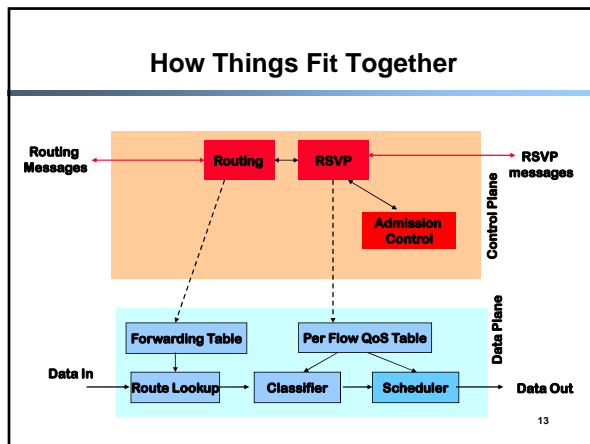 How Things Fit Together
Routing
Messages
Routing
RSVP
RSVP
messages
Admission
Control
Control Plane
Data Plane
Forwarding Table
Per Flow QoS Table
Data In
Route Lookup
Classifier
Scheduler
Data Out
13